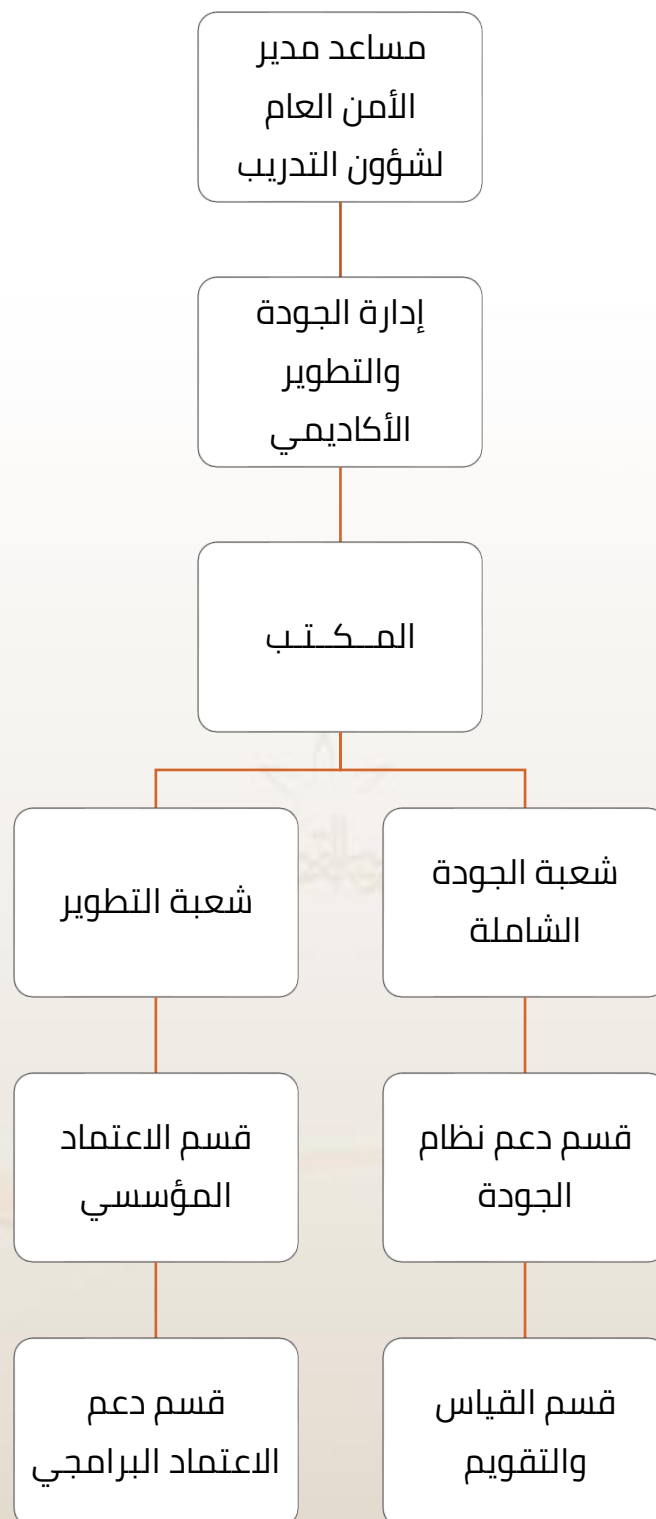 مساعد مدير
الأمن العام
لشؤون التدريب
إدارة الجودة
والتطوير
الأكاديمي
المــكــتــب
شعبة الجودة
الشاملة
شعبة التطوير
قسم دعم نظام
الجودة
قسم الاعتماد
المؤسسي
قسم القياس
والتقويم
قسم دعم
الاعتماد البرامجي